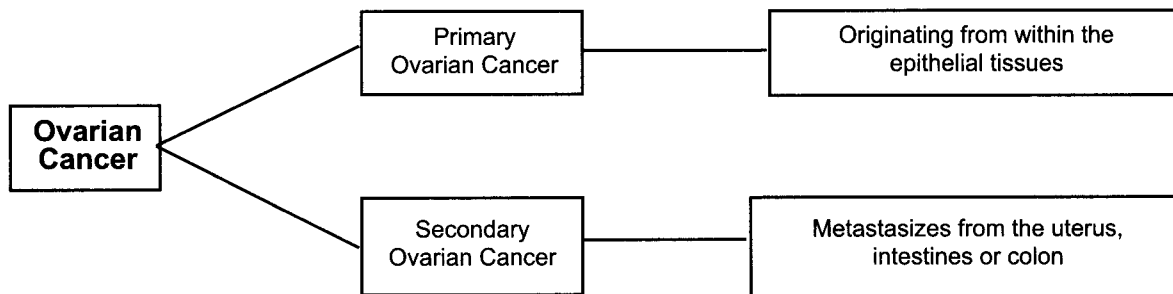 Primary
Ovarian Cancer
Originating from within the
epithelial tissues
Ovarian
Cancer
Secondary
Ovarian Cancer
Metastasizes from the uterus,
intestines or colon